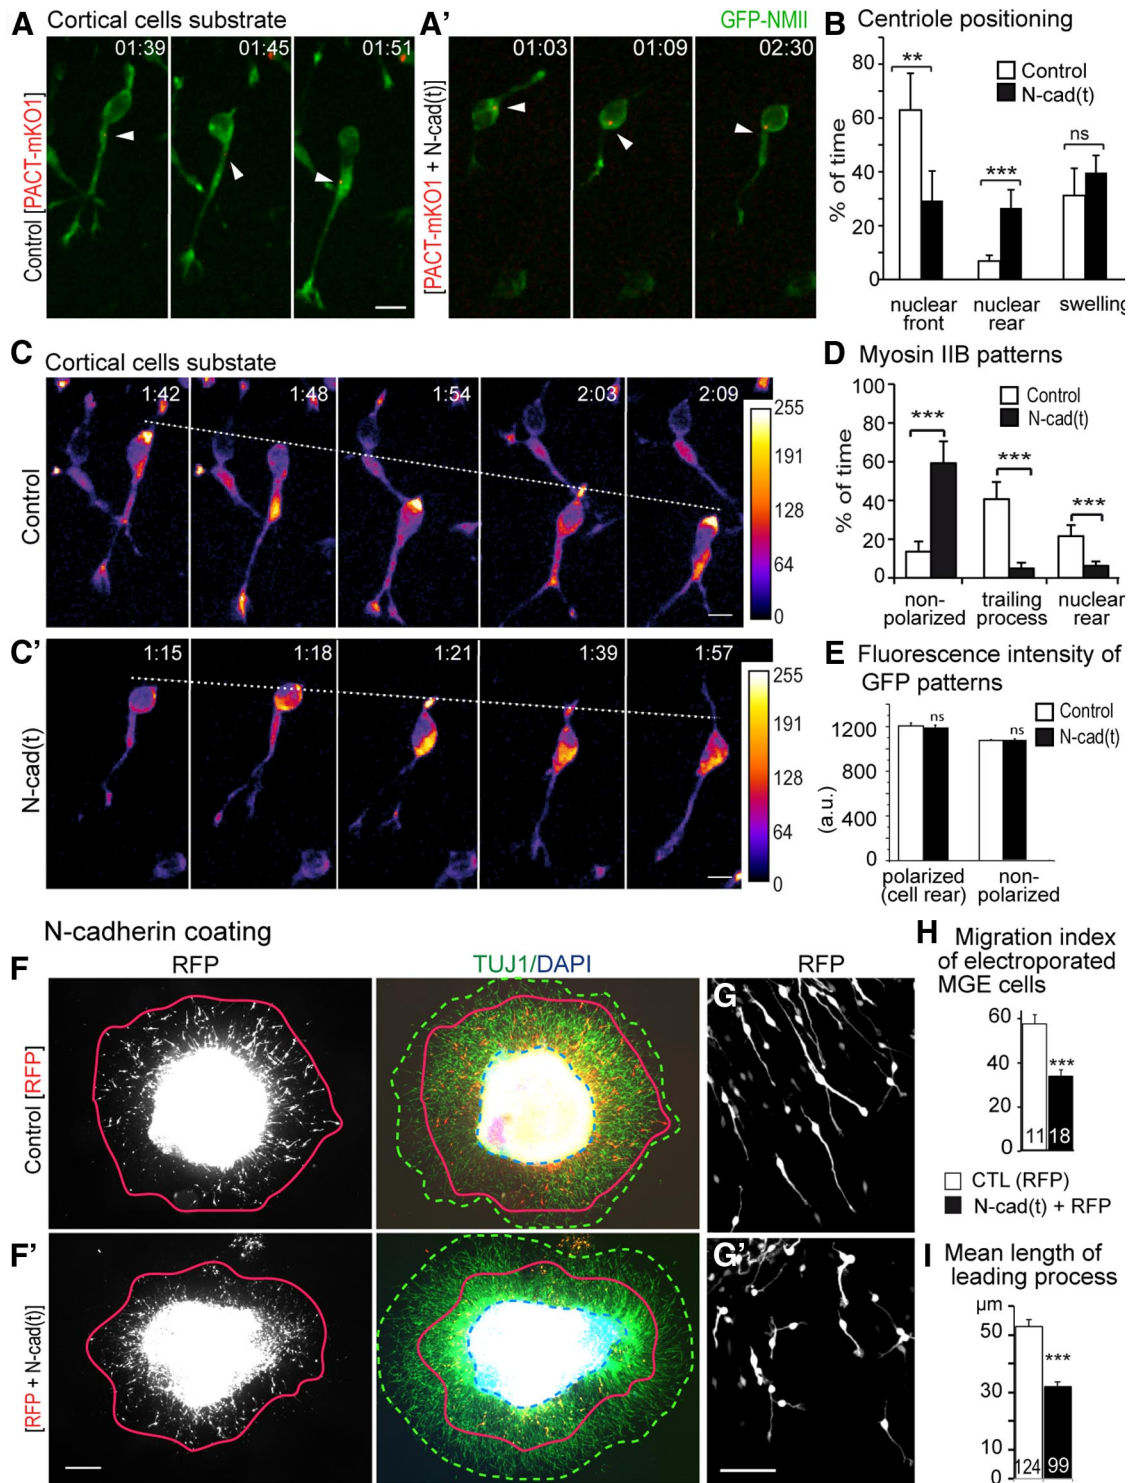 A Cortical cells substrate
A' GFP-NMII
Control [PACT-mKO1]
01:39 01:45 01:51
[PACT-mKO1 + N-cad(t)]
01:03 01:09 02:30
B Centriole positioning
Control
N-cad(t)
% of time
80
60
40
20
0
** *** ns
nuclear front
nuclear rear
swelling
C Cortical cells substate
Control
1:42 1:48 1:54 2:03 2:09
255
191
128
64
0
C'
N-cad(t)
1:15 1:18 1:21 1:39 1:57
255
191
128
64
0
D Myosin IIB patterns
Control
N-cad(t)
% of time
100
80
60
40
20
0
*** *** ***
non-polarized
trailing process
nuclear rear
E Fluorescence intensity of
GFP patterns
Control
N-cad(t)
(a.u.)
1200
800
400
0
ns ns
polarized (cell rear)
non-polarized
N-cadherin coating
F RFP TUJ1/DAPI
Control [RFP]
F'
[RFP + N-cad(t)]
RFP
G
G'
H Migration index
of electroporated
MGE cells
60
40
20
0
***
11 18
CTL (RFP)
N-cad(t) + RFP
I Mean length of
leading process
µm
50
30
10
0
***
124 99